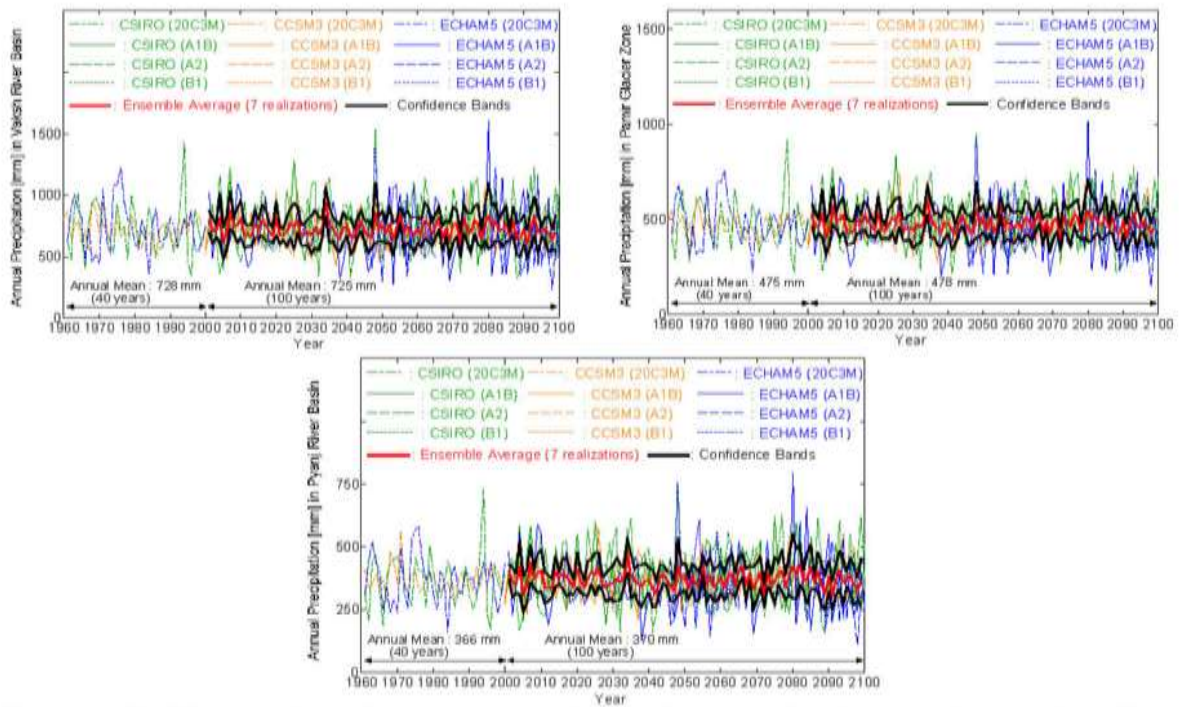 : CSIRO (20C3M) : CCSM3 (20C3M) : ECHAM5 (20C3M)
: CSIRO (A1B) : CCSM3 (A1B) : ECHAM5 (A1B)
: CSIRO (A2) : CCSM3 (A2) : ECHAM5 (A2)
: CSIRO (B1) : CCSM3 (B1) : ECHAM5 (B1)
: Ensemble Average (7 realizations) : Confidence Bands
Annual Precipitation [mm] in Vaksh River Basin
1500
1000
500
0
Annual Mean : 728 mm
(40 years)
Annual Mean : 725 mm
(100 years)
1960 1970 1980 1990 2000 2010 2020 2030 2040 2050 2060 2070 2080 2090 2100
Year
: CSIRO (20C3M) : CCSM3 (20C3M) : ECHAM5 (20C3M)
: CSIRO (A1B) : CCSM3 (A1B) : ECHAM5 (A1B)
: CSIRO (A2) : CCSM3 (A2) : ECHAM5 (A2)
: CSIRO (B1) : CCSM3 (B1) : ECHAM5 (B1)
: Ensemble Average (7 realizations) : Confidence Bands
Annual Precipitation [mm] in Pamir Glacier Zone
1500
1000
500
0
Annual Mean : 475 mm
(40 years)
Annual Mean : 478 mm
(100 years)
1960 1970 1980 1990 2000 2010 2020 2030 2040 2050 2060 2070 2080 2090 2100
Year
: CSIRO (20C3M) : CCSM3 (20C3M) : ECHAM5 (20C3M)
: CSIRO (A1B) : CCSM3 (A1B) : ECHAM5 (A1B)
: CSIRO (A2) : CCSM3 (A2) : ECHAM5 (A2)
: CSIRO (B1) : CCSM3 (B1) : ECHAM5 (B1)
: Ensemble Average (7 realizations) : Confidence Bands
Annual Precipitation [mm] in Pyanj River Basin
750
500
250
0
Annual Mean : 366 mm
(40 years)
Annual Mean : 370 mm
(100 years)
1960 1970 1980 1990 2000 2010 2020 2030 2040 2050 2060 2070 2080 2090 2100
Year